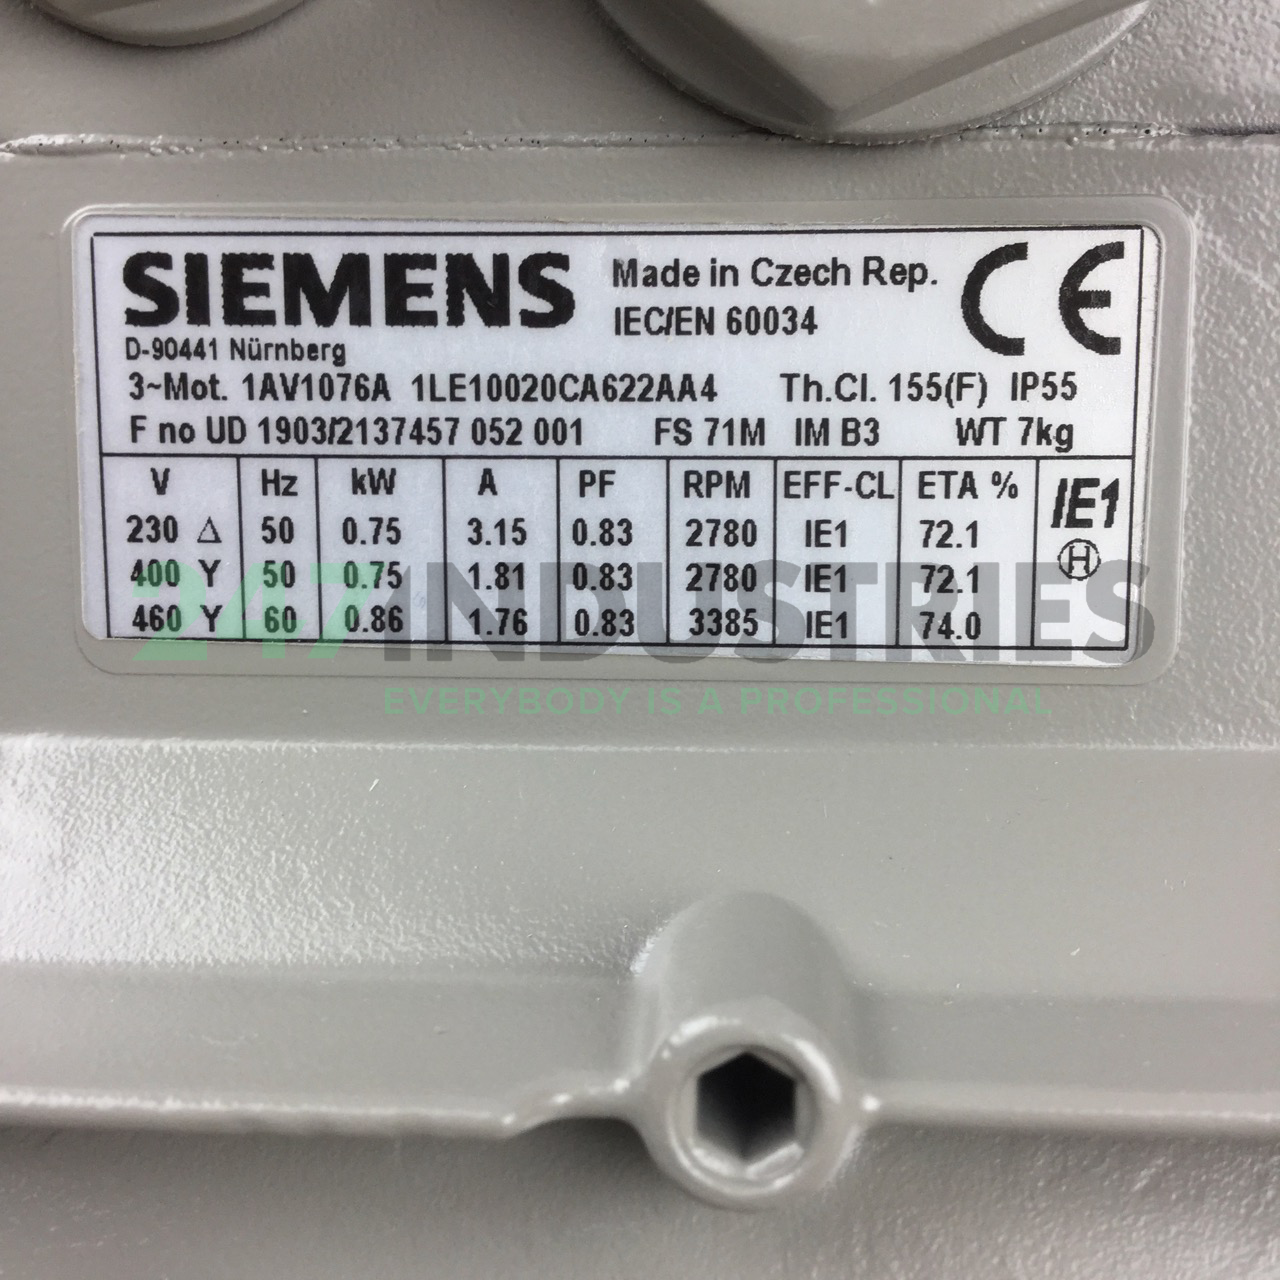 SIEMENS
Made in Czech Rep.
IEC/EN 60034
CE
D-90441 Nürnberg
3~Mot. 1AV1076A 1LE10020CA622AA4 Th.Cl. 155(F) IP55
F no UD 1903/2137457 052 001 FS 71M IM B3 WT 7kg
V Hz kW A PF RPM EFF-CL ETA % IE1
230 Δ 50 0.75 3.15 0.83 2780 IE1 72.1
H
400 Y 50 0.75 1.81 0.83 2780 IE1 72.1
460 Y 60 0.86 1.76 0.83 3385 IE1 74.0
247INDUSTRIES
EVERYBODY IS A PROFESSIONAL